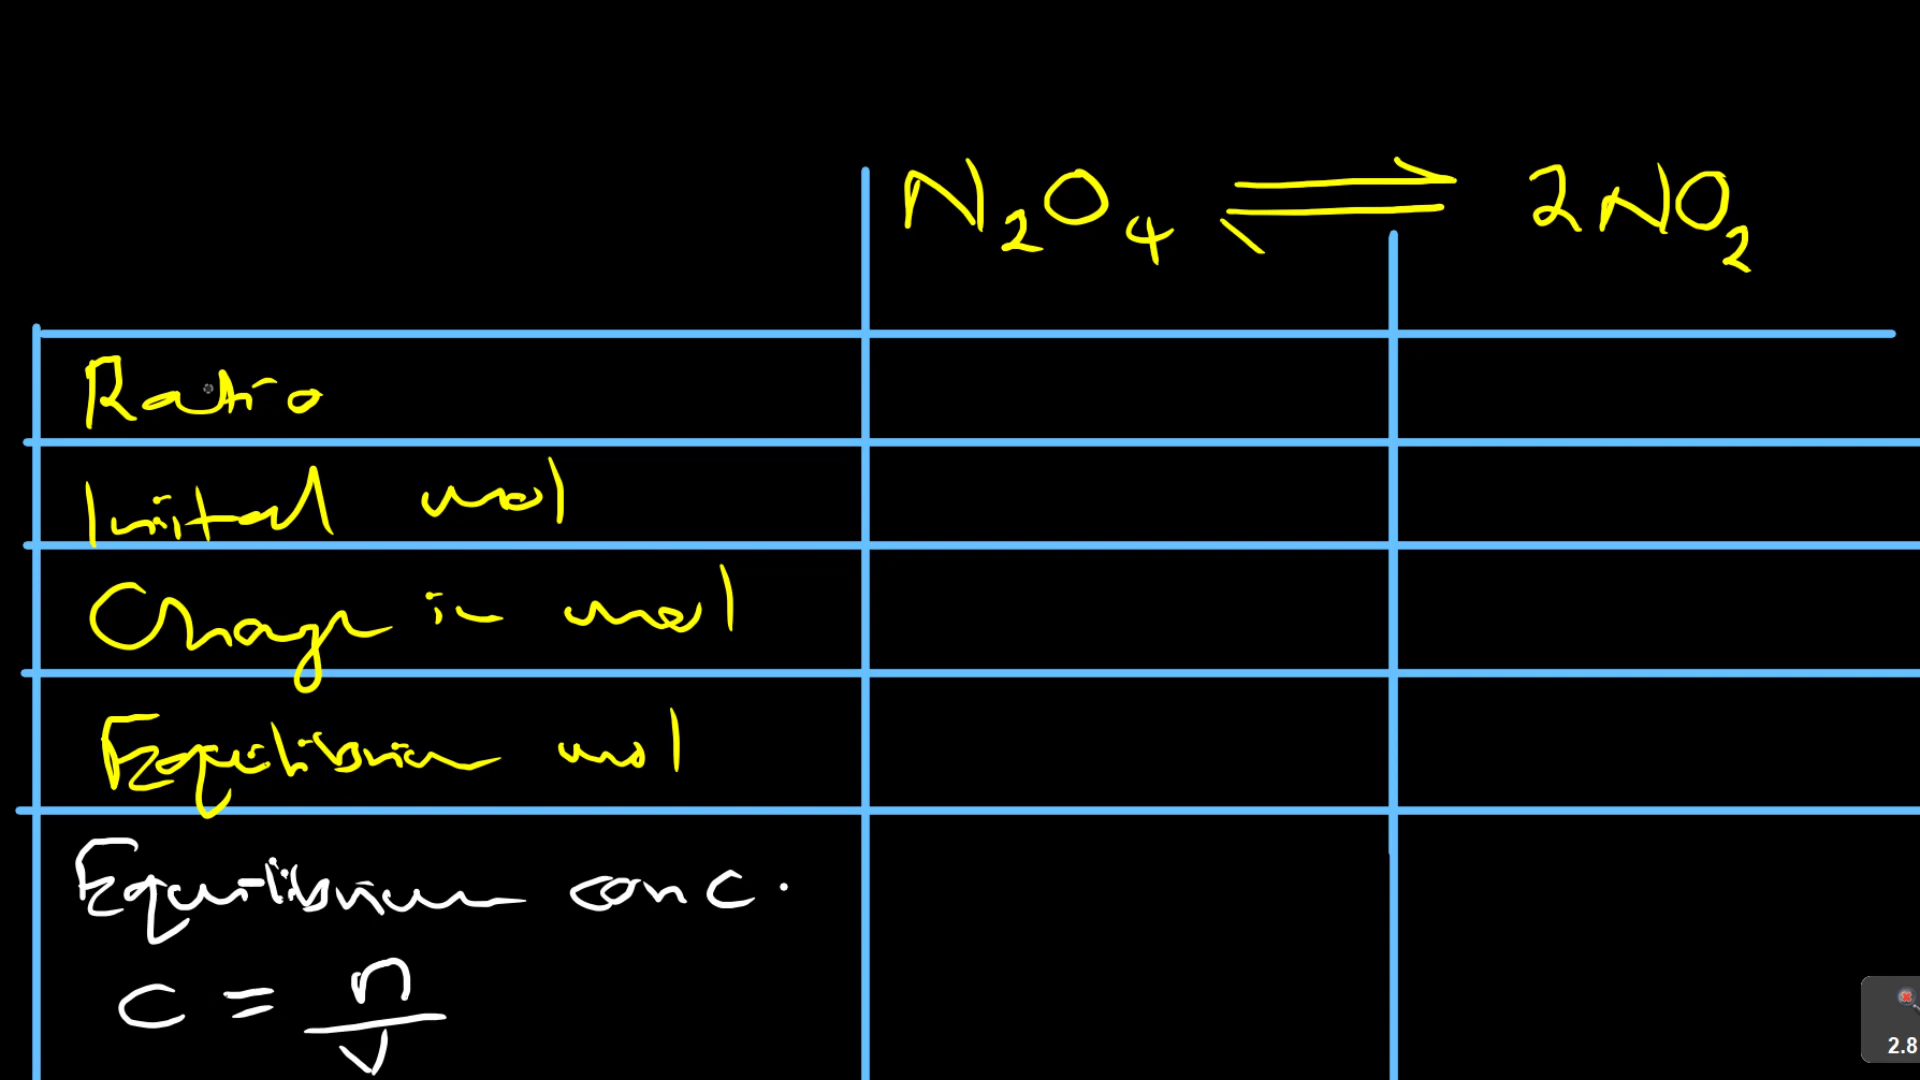 N₂O₄ ⇌ 2NO₂
Ratio
Initial mol
Change in mol
Equilibrium mol
Equilibrium conc.
c = n/v
2.8